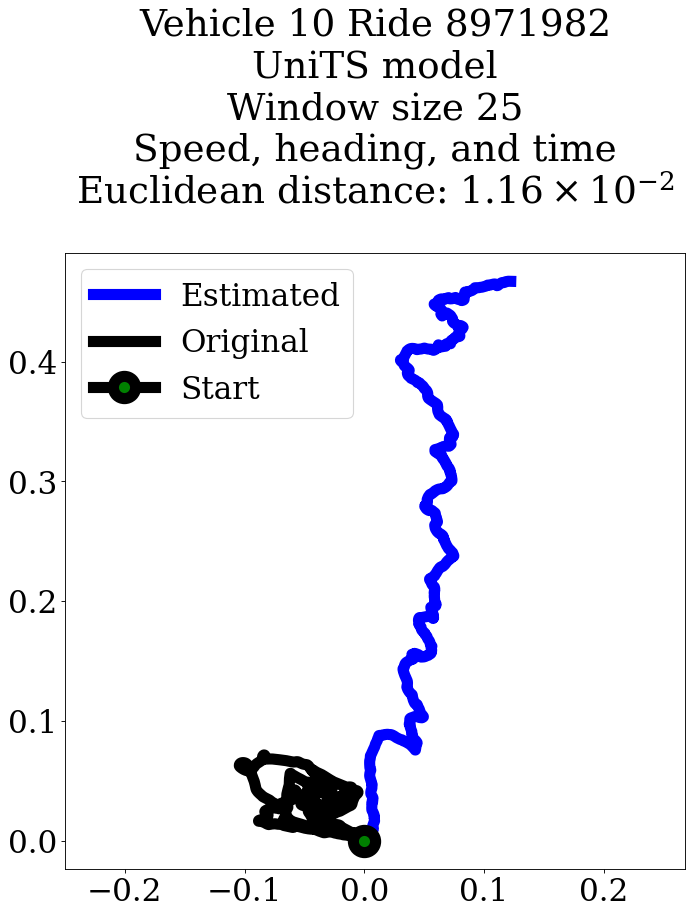 Vehicle 10 Ride 8971982
UniTS model
Window size 25
Speed, heading, and time
Euclidean distance: 1.16 × 10⁻²
Estimated
Original
Start
0.4
0.3
0.2
0.1
0.0
−0.2 −0.1 0.0 0.1 0.2